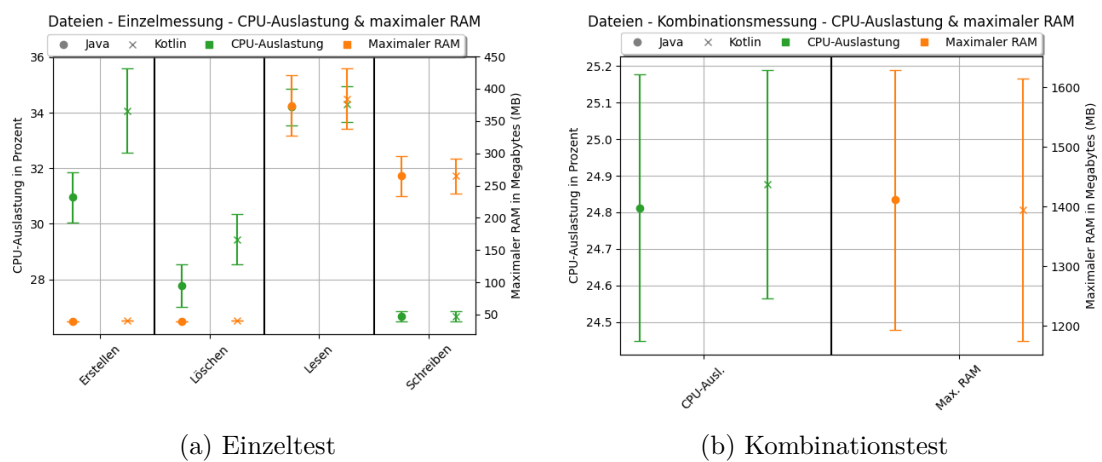 Dateien - Einzelmessung - CPU-Auslastung & maximaler RAM
Java Kotlin CPU-Auslastung Maximaler RAM
CPU-Auslastung in Prozent
36
34
32
30
28
450
400
350
300
250
200
150
100
50
Maximaler RAM in Megabytes (MB)
Erstellen
Löschen
Lesen
Schreiben
(a) Einzeltest
Dateien - Kombinationsmessung - CPU-Auslastung & maximaler RAM
Java Kotlin CPU-Auslastung Maximaler RAM
CPU-Auslastung in Prozent
25.2
25.1
25.0
24.9
24.8
24.7
24.6
24.5
1600
1500
1400
1300
1200
Maximaler RAM in Megabytes (MB)
CPU-Ausl.
Max. RAM
(b) Kombinationstest